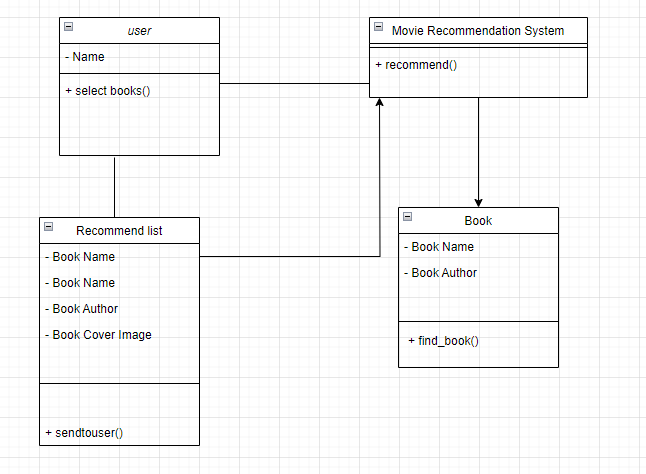 user
- Name
+ select books()
Movie Recommendation System
+ recommend()
Recommend list
- Book Name
- Book Name
- Book Author
- Book Cover Image
+ sendtouser()
Book
- Book Name
- Book Author
+ find_book()